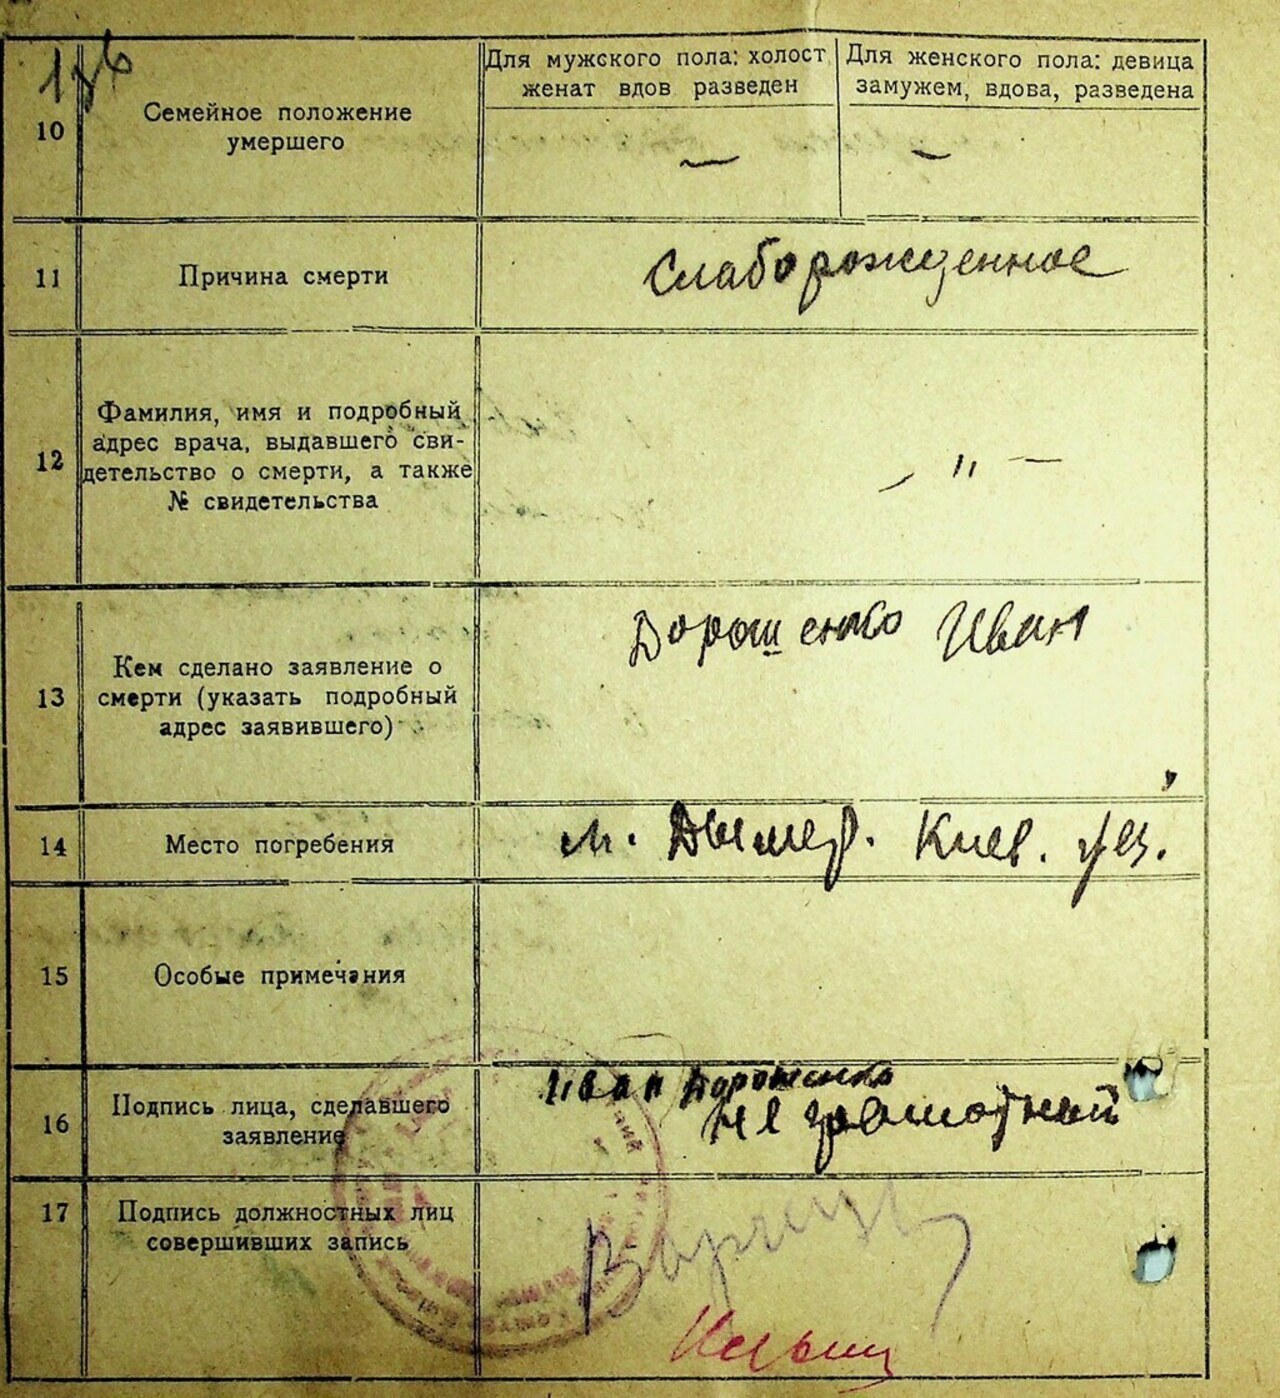 10
Семейное положение
умершего
Для мужского пола: холост
женат вдов разведен
Для женского пола: девица
замужем, вдова, разведена
—
—
11
Причина смерти
Слаборожденное
12
Фамилия, имя и подробный
адрес врача, выдавшего сви-
детельство о смерти, а также
№ свидетельства
— " —
13
Кем сделано заявление о
смерти (указать подробный
адрес заявившего)
Дорошенко Иван
14
Место погребения
м. Дымер. Киев. уез.
15
Особые примечания
16
Подпись лица, сделавшего
заявление
Иван Дорошенко
не грамотный
17
Подпись должностных лиц
совершивших запись